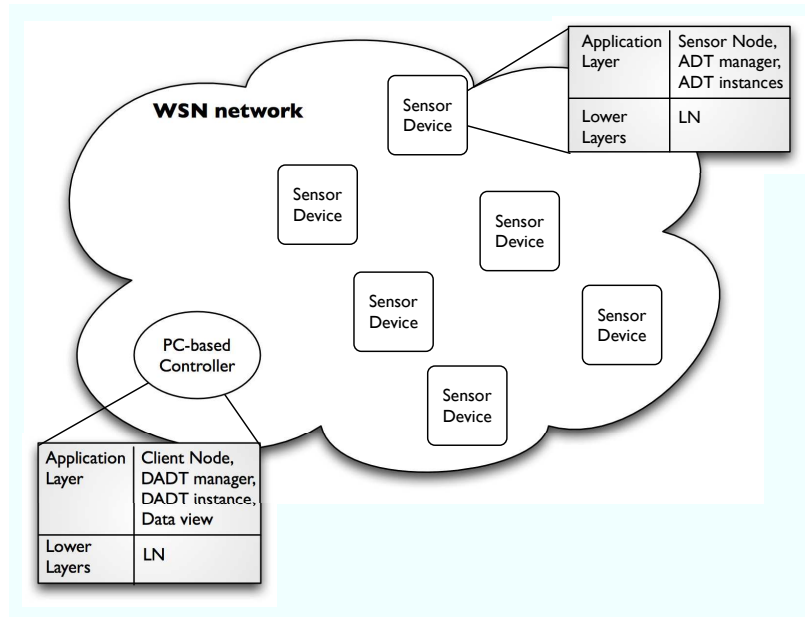 WSN network
Sensor
Device
Application
Layer
Sensor Node,
ADT manager,
ADT instances
Lower
Layers
LN
Sensor
Device
Sensor
Device
Sensor
Device
Sensor
Device
Sensor
Device
PC-based
Controller
Application
Layer
Client Node,
DADT manager,
DADT instance,
Data view
Lower
Layers
LN